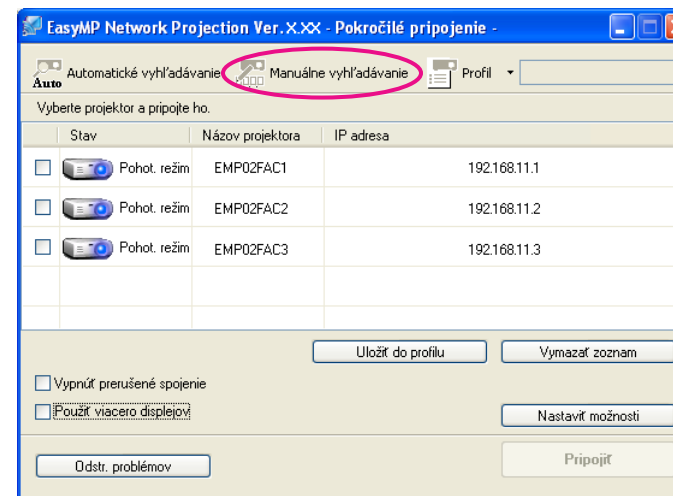 EasyMP Network Projection Ver.X.XX - Pokročilé pripojenie -
Auto Automatické vyhľadávanie Manuálne vyhľadávanie Profil
Vyberte projektor a pripojte ho.
Stav Názov projektora IP adresa
Pohot. režim EMP02FAC1 192.168.11.1
Pohot. režim EMP02FAC2 192.168.11.2
Pohot. režim EMP02FAC3 192.168.11.3
Uložiť do profilu Vymazať zoznam
Vypnúť prerušené spojenie
Použiť viacero displejov
Nastaviť možnosti
Odstr. problémov Pripojiť